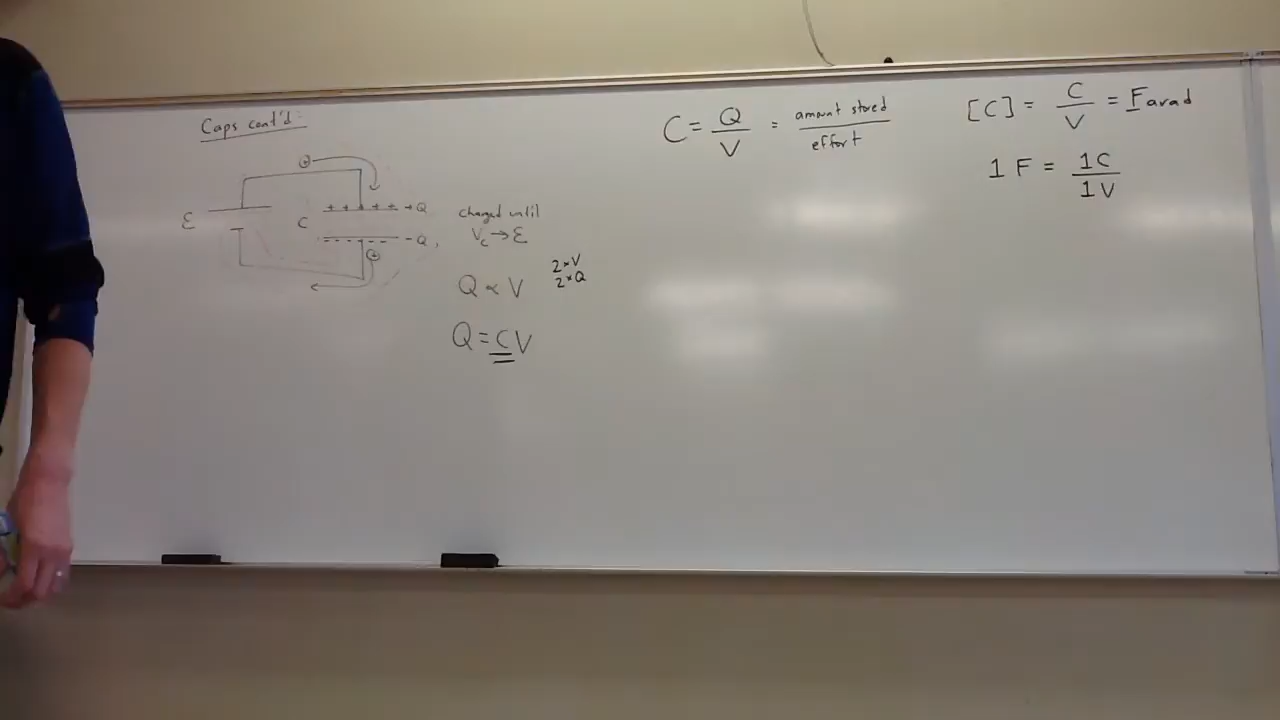 Caps cont'd:
+
ε
C
+ + + + + +Q
- - - - - - -Q,
+
charged until
V_c → ε
Q ∝ V
2×V
2×Q
Q = CV
C = Q/V = amount stored/effort
[C] = C/V = Farad
1 F = 1C/1V